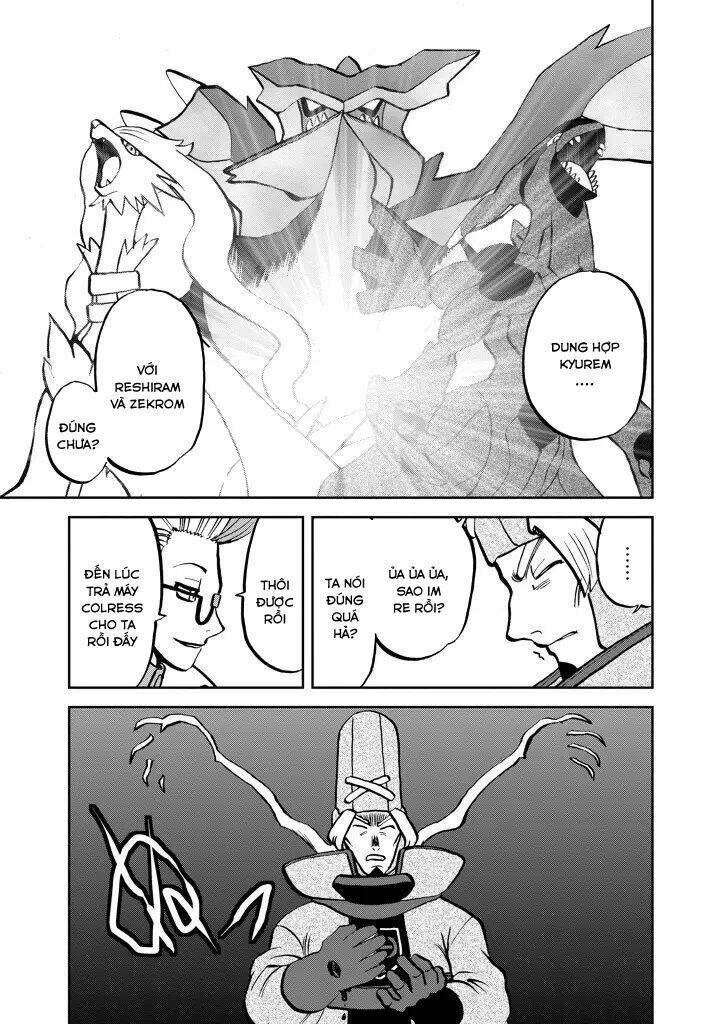 DUNG HỢP
KYUREM
....
VỚI
RESHIRAM
VÀ ZEKROM
ĐÚNG
CHƯA?
......
ỦA ỦA ỦA,
SAO IM
RE RỒI?
TA NÓI
ĐÚNG QUÁ
HẢ?
THÔI
ĐƯỢC
RỒI
ĐẾN LÚC
TRẢ MÁY
COLRESS
CHO TA
RỒI ĐẤY